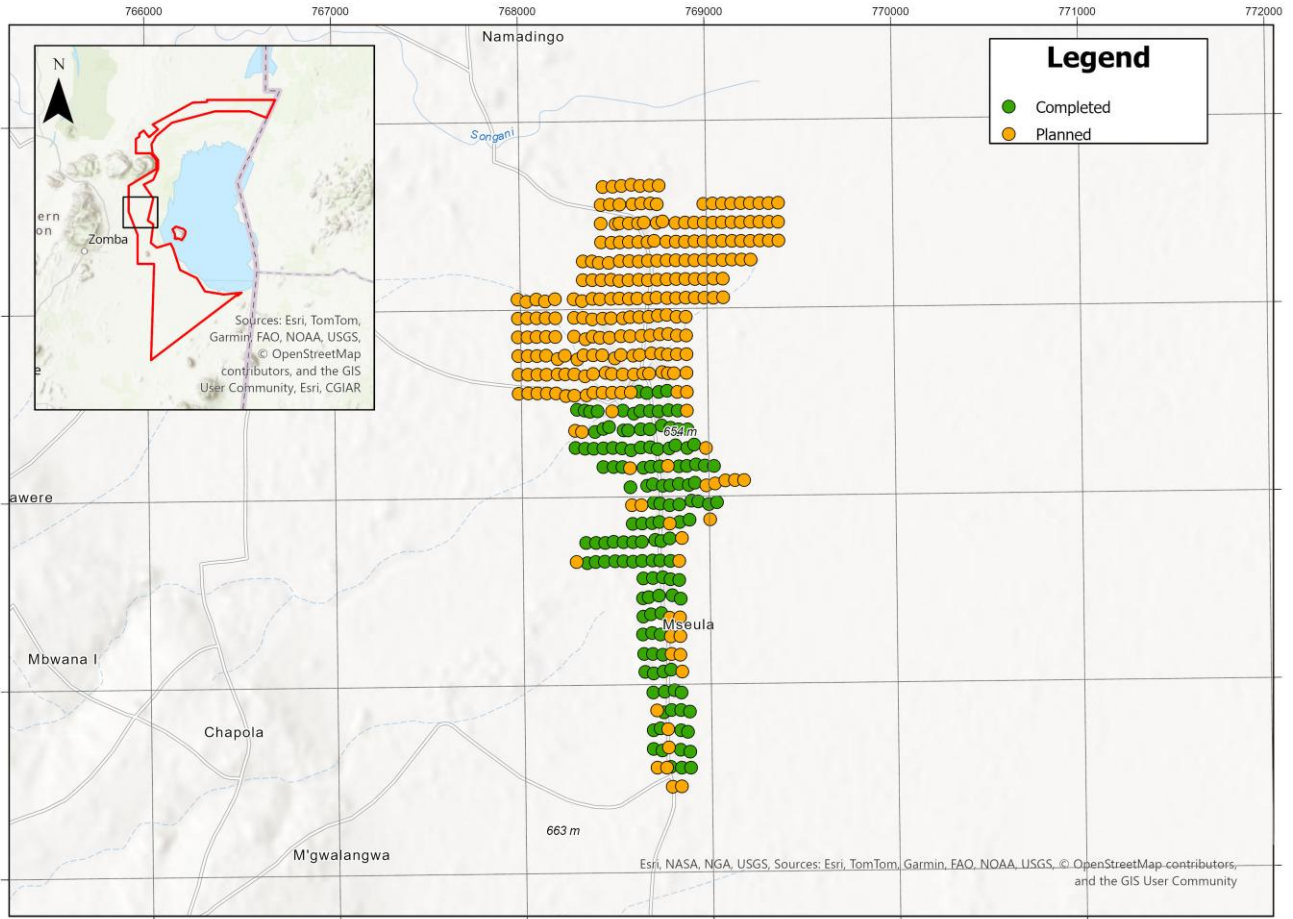 766000
767000
768000
769000
770000
771000
772000
Namadingo
Legend
Completed
Planned
N
Songani
ern
on
Zomba
Sources: Esri, TomTom,
Garmin, FAO, NOAA, USGS,
© OpenStreetMap
contributors, and the GIS
User Community, Esri, CGIAR
e
654 m
awere
Mseula
Mbwana I
Chapola
663 m
M'gwalangwa
Esri, NASA, NGA, USGS, Sources: Esri, TomTom, Garmin, FAO, NOAA, USGS, © OpenStreetMap contributors,
and the GIS User Community